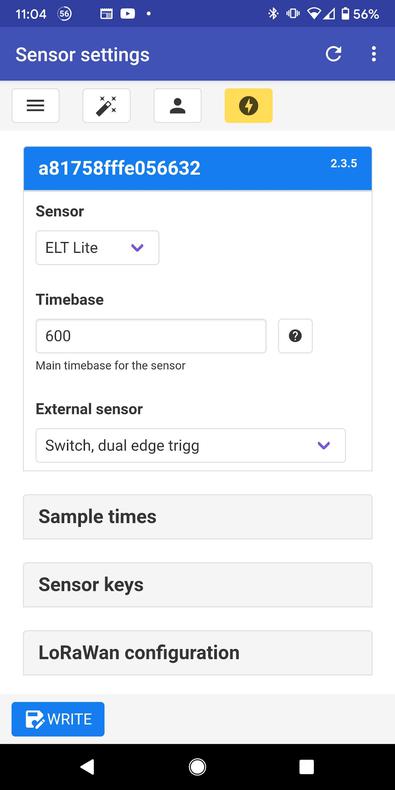 11:04
56
56%
Sensor settings
a81758fffe056632
2.3.5
Sensor
ELT Lite
Timebase
600
Main timebase for the sensor
External sensor
Switch, dual edge trigg
Sample times
Sensor keys
LoRaWan configuration
WRITE